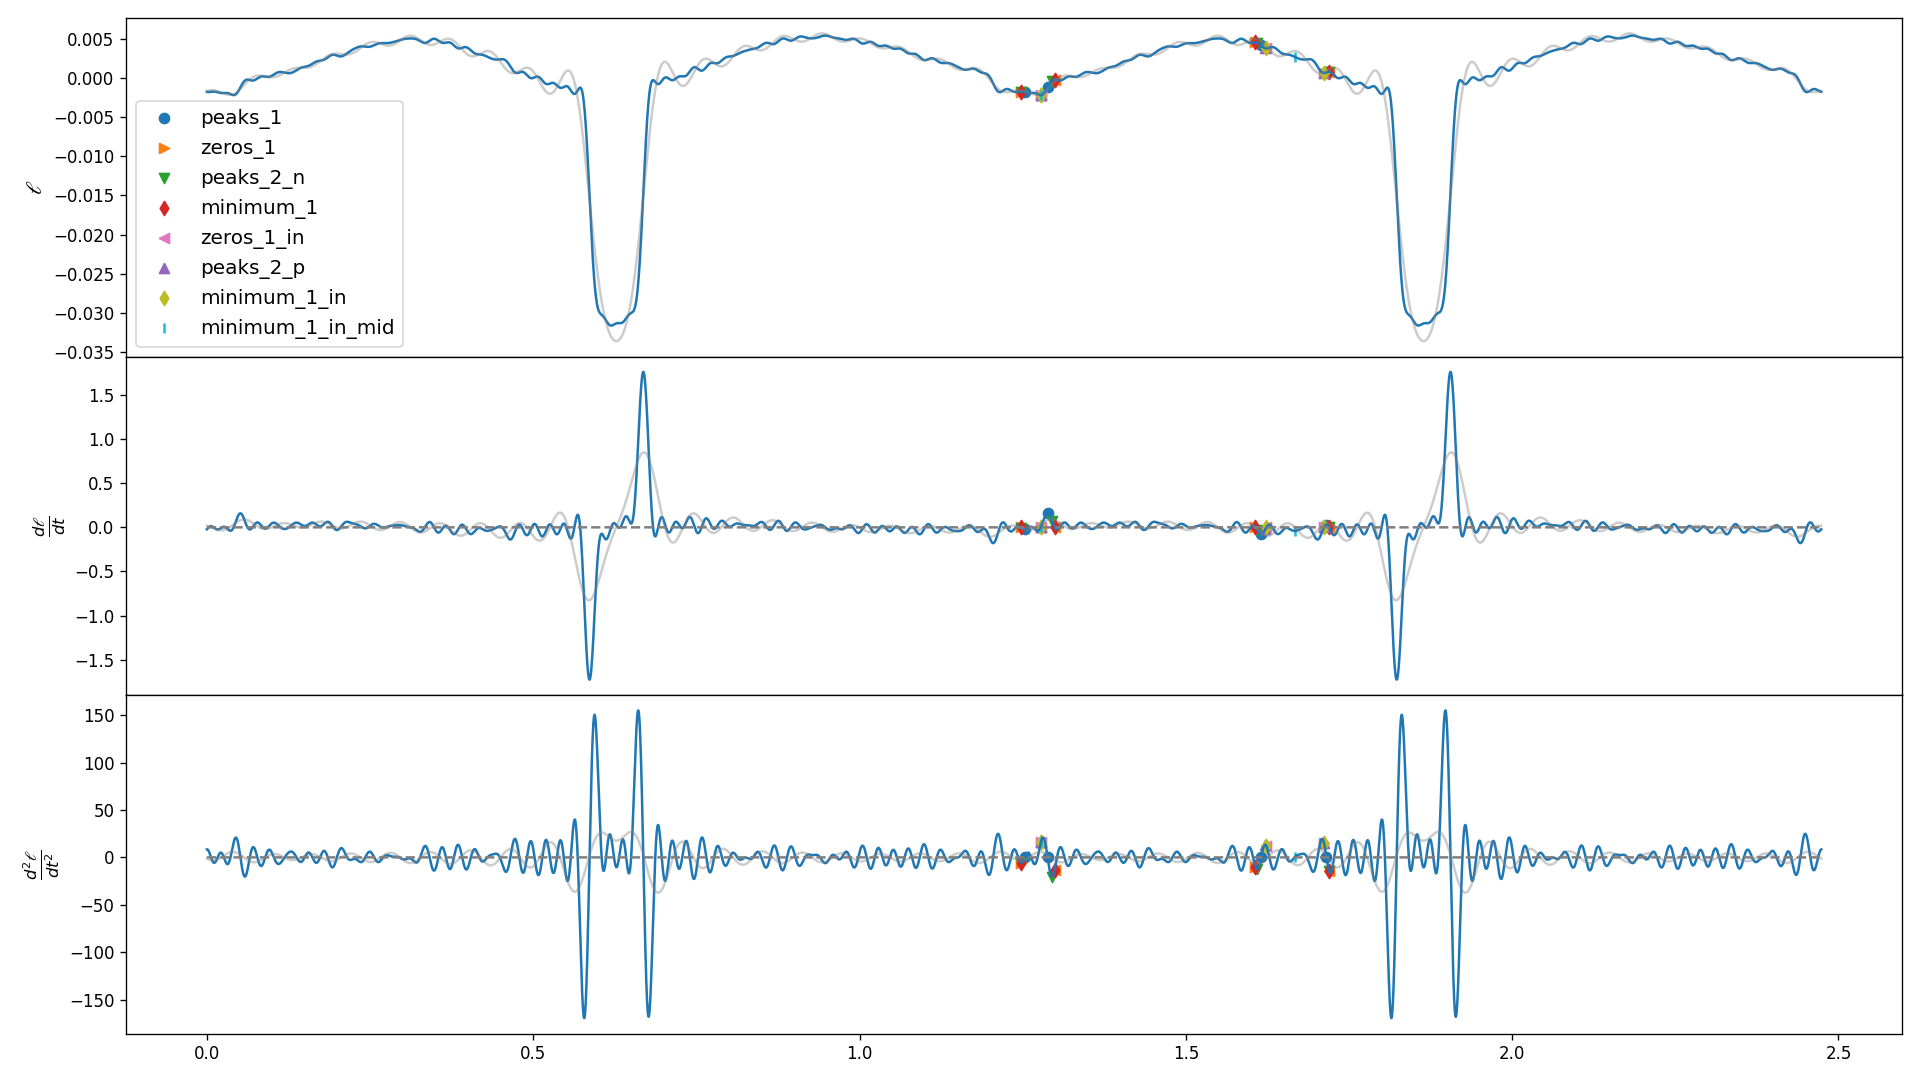 0.005
0.000
−0.005
−0.010
−0.015
−0.020
−0.025
−0.030
−0.035
ℓ
peaks_1
zeros_1
peaks_2_n
minimum_1
zeros_1_in
peaks_2_p
minimum_1_in
minimum_1_in_mid
1.5
1.0
0.5
0.0
−0.5
−1.0
−1.5
dℓ/dt
150
100
50
0
−50
−100
−150
d²ℓ/dt²
0.0 0.5 1.0 1.5 2.0 2.5